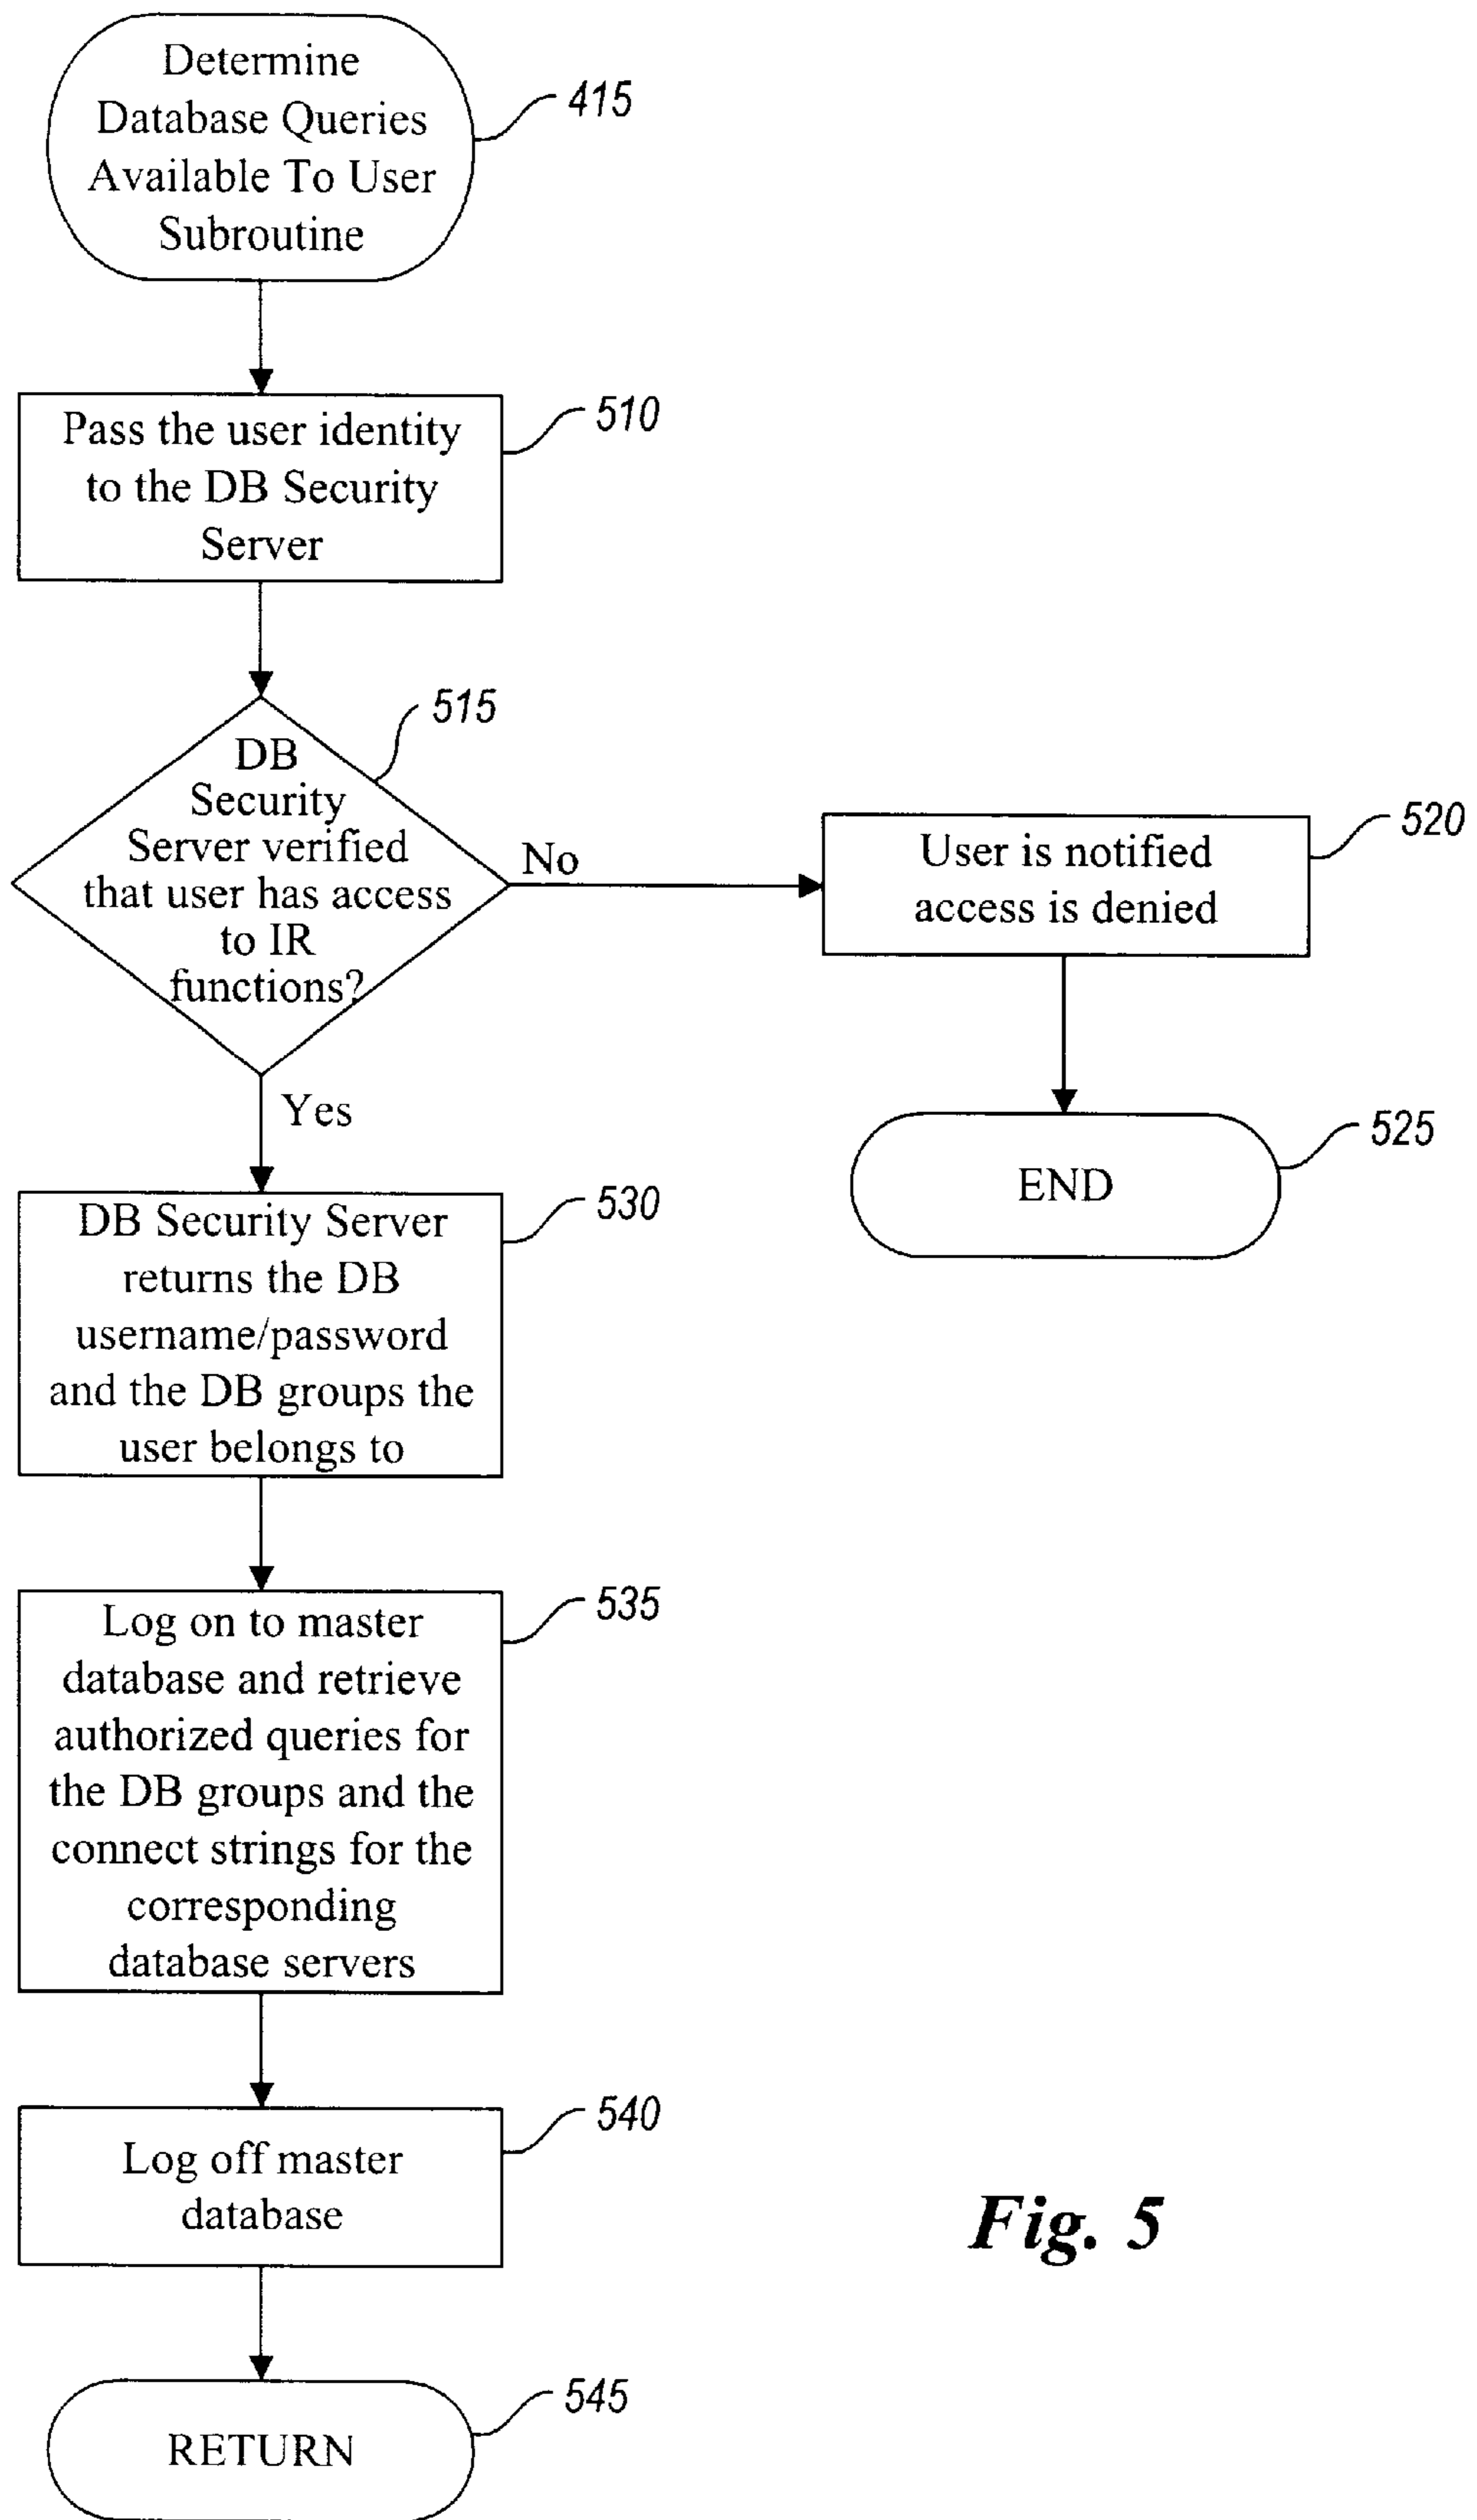 Determine
Database Queries
Available To User
Subroutine
415
Pass the user identity
to the DB Security
Server
510
515
DB
Security
Server verified
that user has access
to IR
functions?
No
520
User is notified
access is denied
Yes
525
END
DB Security Server
returns the DB
username/password
and the DB groups the
user belongs to
530
Log on to master
database and retrieve
authorized queries for
the DB groups and the
connect strings for the
corresponding
database servers
535
Log off master
database
540
Fig. 5
RETURN
545